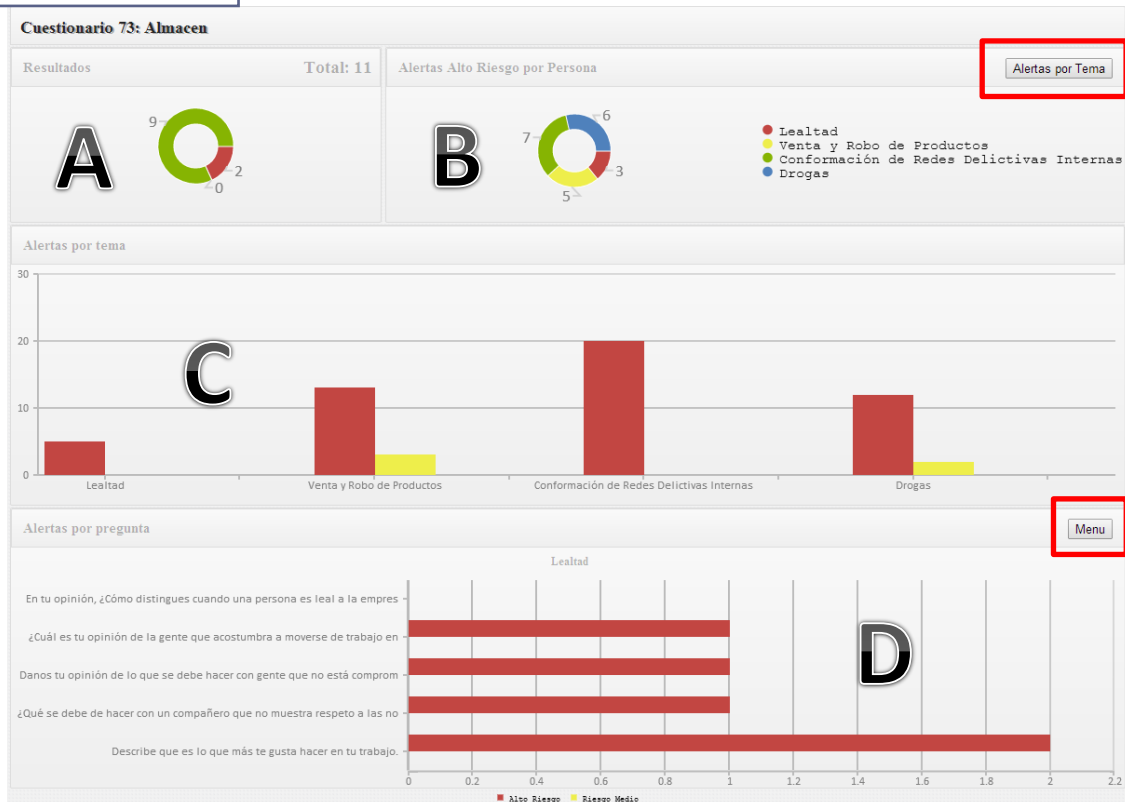 Cuestionario 73: Almacen
Resultados Total: 11
Alertas Alto Riesgo por Persona
Alertas por Tema
A
9
2
0
B
6
7
3
5
Lealtad
Venta y Robo de Productos
Conformación de Redes Delictivas Internas
Drogas
Alertas por tema
30
20
10
0
C
Lealtad Venta y Robo de Productos Conformación de Redes Delictivas Internas Drogas
Alertas por pregunta
Menu
Lealtad
En tu opinión, ¿Cómo distingues cuando una persona es leal a la empres
¿Cuál es tu opinión de la gente que acostumbra a moverse de trabajo en
Danos tu opinión de lo que se debe hacer con gente que no está comprom
¿Qué se debe de hacer con un compañero que no muestra respeto a las no
Describe que es lo que más te gusta hacer en tu trabajo.
D
0 0.2 0.4 0.6 0.8 1 1.2 1.4 1.6 1.8 2 2.2
Alto Riesgo Riesgo Medio